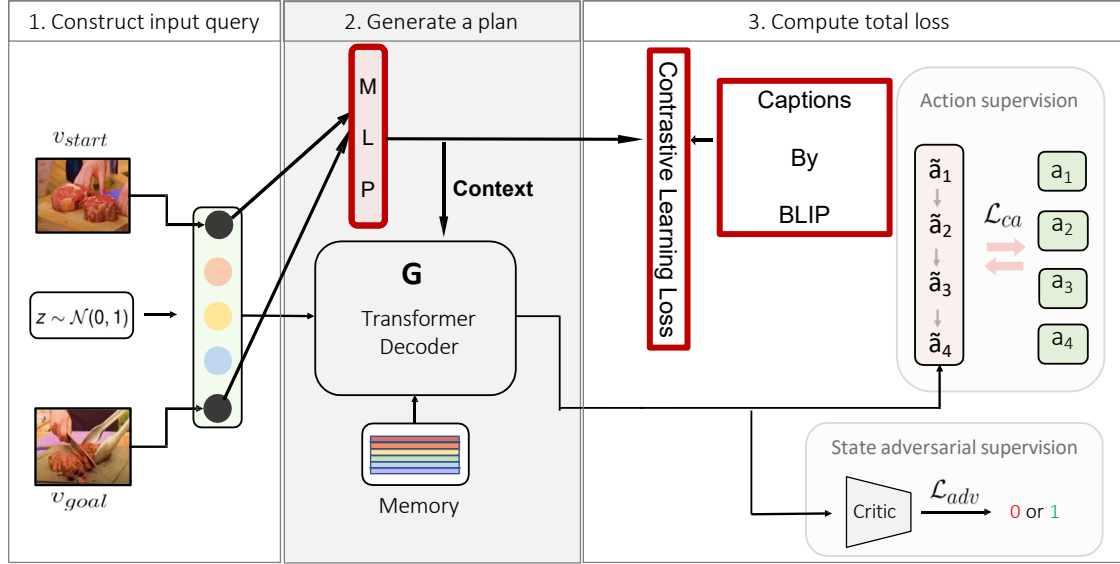 1. Construct input query
2. Generate a plan
3. Compute total loss
v_start
z ~ N(0, 1)
v_goal
M
L
P
Context
G
Transformer
Decoder
Memory
Contrastive Learning Loss
Captions
By
BLIP
Action supervision
ã₁
ã₂
ã₃
ã₄
ℒ_ca
a₁
a₂
a₃
a₄
State adversarial supervision
Critic
ℒ_adv
0 or 1